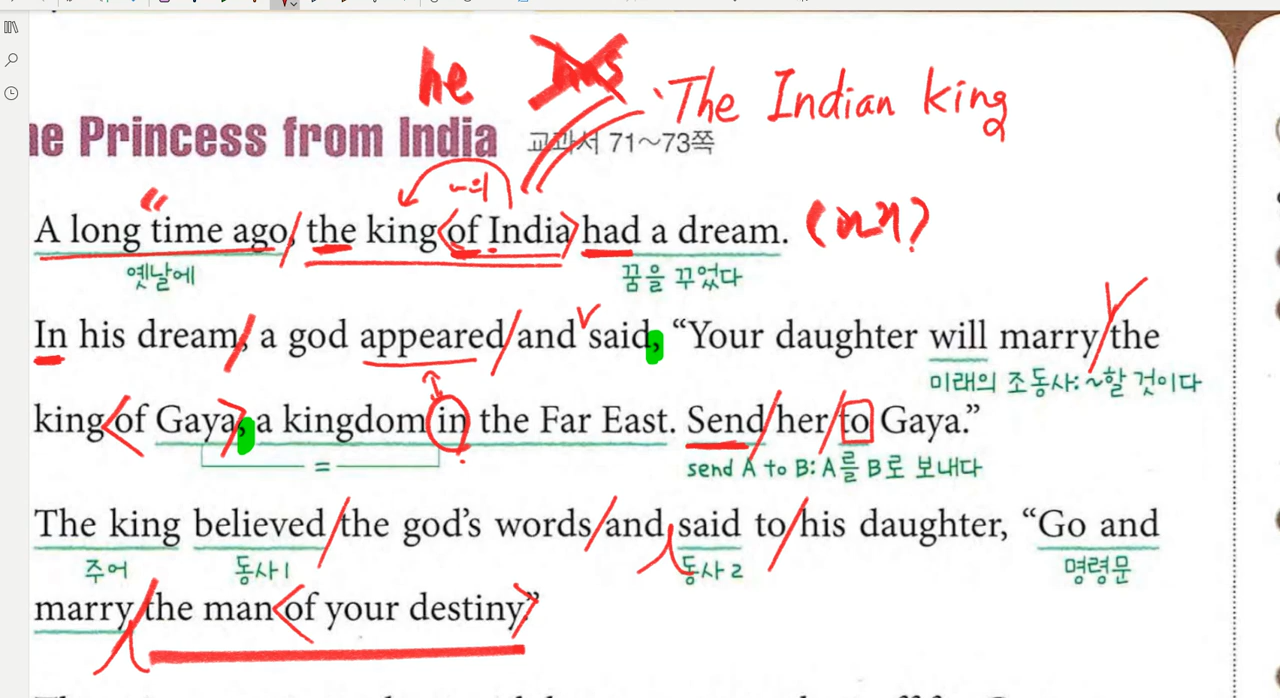 he The Indian king
he Princess from India 교과서 71~73쪽
~의
A long time ago, the king of India had a dream.
옛날에 꿈을 꾸었다
In his dream, a god appeared and said, “Your daughter will marry the
미래의 조동사: ~할 것이다
king of Gaya, a kingdom in the Far East. Send her to Gaya.”
= send A to B: A를 B로 보내다
The king believed the god’s words and said to his daughter, “Go and
주어 동사1 동사2 명령문
marry the man of your destiny.”